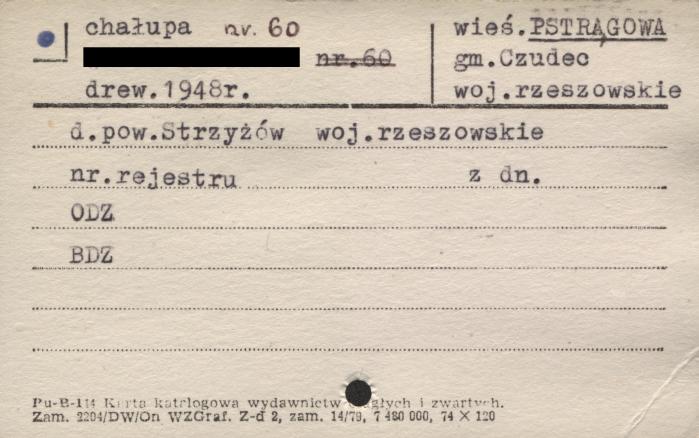 chałupa nr. 60
nr.60
drew.1948r.
wieś.PSTRĄGOWA
gm.Czudec
woj.rzeszowskie
d.pow.Strzyżów woj.rzeszowskie
nr.rejestru z dn.
ODZ
BDZ
Pu-B-114 Karta katalogowa wydawnictw ciągłych i zwartych.
Zam. 2204/DW/On WZGraf. Z-d 2, zam. 14/79, 7 480 000, 74 X 120